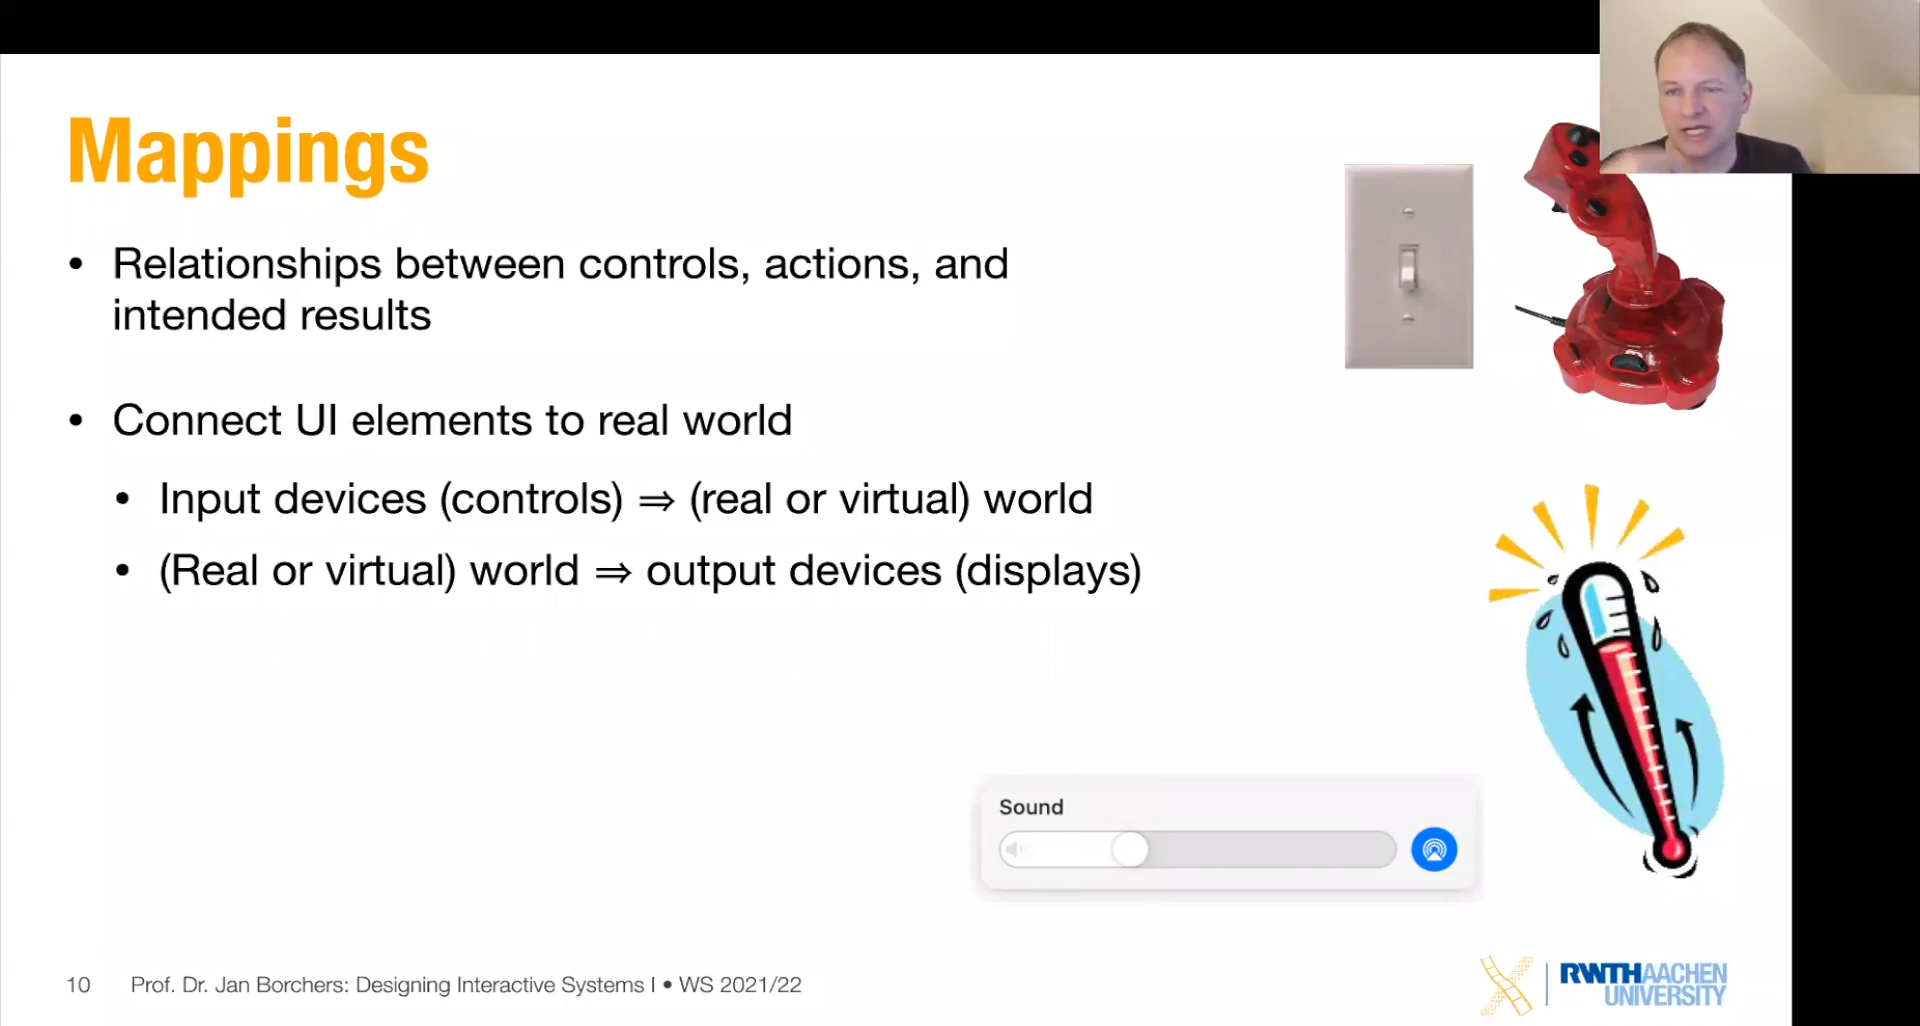 Mappings
• Relationships between controls, actions, and
intended results
• Connect UI elements to real world
• Input devices (controls) ⇒ (real or virtual) world
• (Real or virtual) world ⇒ output devices (displays)
Sound
10 Prof. Dr. Jan Borchers: Designing Interactive Systems I • WS 2021/22
RWTHAACHEN
UNIVERSITY